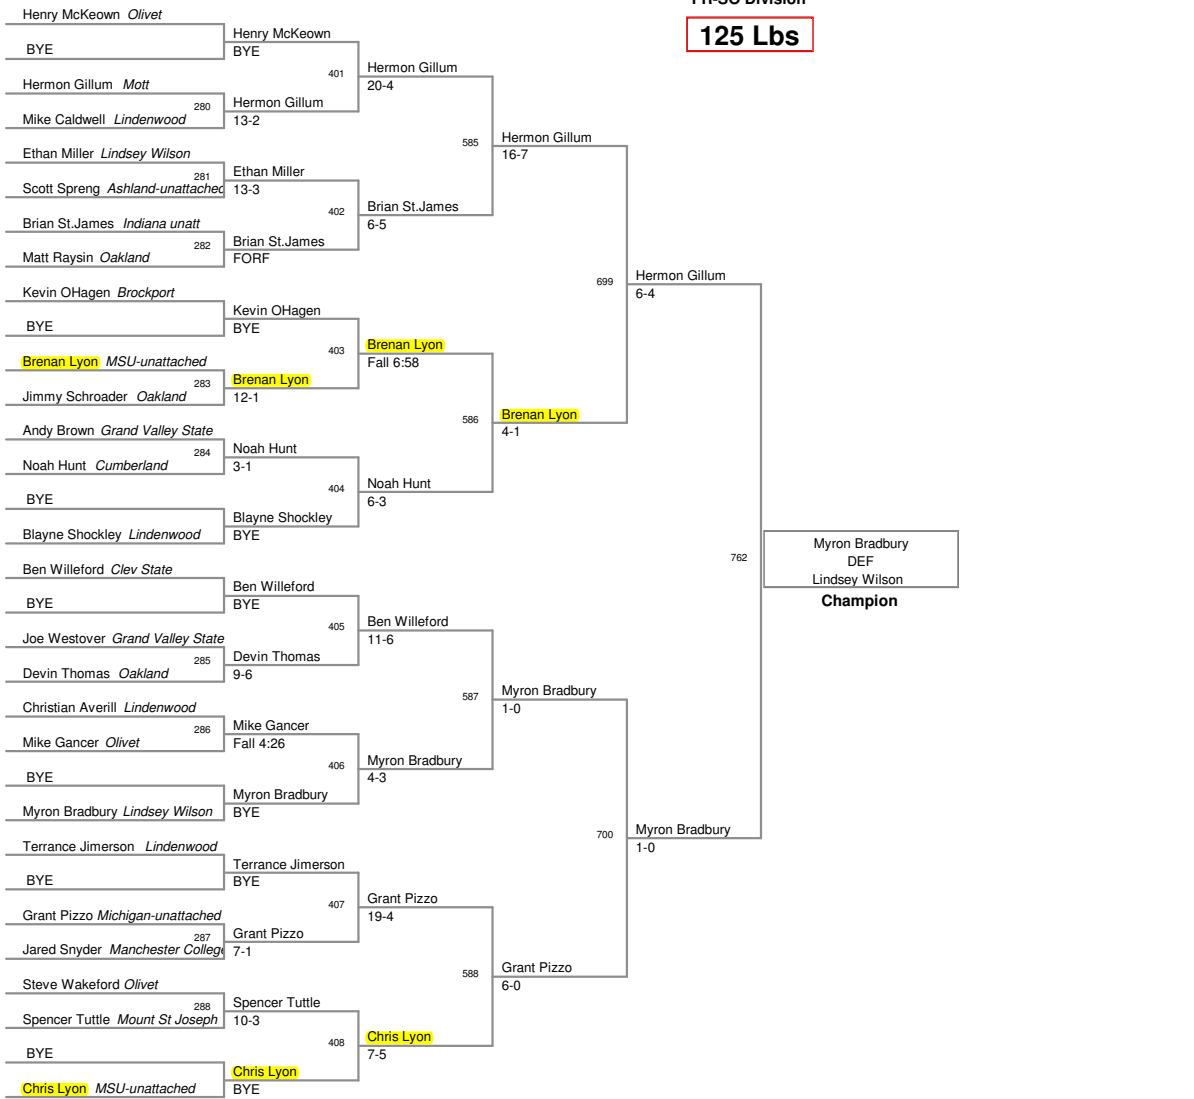 FR-SO Division
125 Lbs
Henry McKeown Olivet
BYE
Hermon Gillum Mott
280
Mike Caldwell Lindenwood
Ethan Miller Lindsey Wilson
281
Scott Spreng Ashland-unattached
Brian St.James Indiana unatt
282
Matt Raysin Oakland
Kevin OHagen Brockport
BYE
Brenan Lyon MSU-unattached
283
Jimmy Schroader Oakland
Andy Brown Grand Valley State
284
Noah Hunt Cumberland
BYE
Blayne Shockley Lindenwood
Ben Willeford Clev State
BYE
Joe Westover Grand Valley State
285
Devin Thomas Oakland
Christian Averill Lindenwood
286
Mike Gancer Olivet
BYE
Myron Bradbury Lindsey Wilson
Terrance Jimerson Lindenwood
BYE
Grant Pizzo Michigan-unattached
287
Jared Snyder Manchester College
Steve Wakeford Olivet
288
Spencer Tuttle Mount St Joseph
BYE
Chris Lyon MSU-unattached
Henry McKeown
BYE
401
Hermon Gillum
13-2
Ethan Miller
13-3
402
Brian St.James
FORF
Kevin OHagen
BYE
403
Brenan Lyon
12-1
Noah Hunt
3-1
404
Blayne Shockley
BYE
Ben Willeford
BYE
405
Devin Thomas
9-6
Mike Gancer
Fall 4:26
406
Myron Bradbury
BYE
Terrance Jimerson
BYE
407
Grant Pizzo
7-1
Spencer Tuttle
10-3
408
Chris Lyon
BYE
Hermon Gillum
20-4
585
Brian St.James
6-5
Brenan Lyon
Fall 6:58
586
Noah Hunt
6-3
Ben Willeford
11-6
587
Myron Bradbury
4-3
Grant Pizzo
19-4
588
Chris Lyon
7-5
Hermon Gillum
16-7
699
Brenan Lyon
4-1
Myron Bradbury
1-0
700
Grant Pizzo
6-0
Hermon Gillum
6-4
762
Myron Bradbury
1-0
Myron Bradbury
DEF
Lindsey Wilson
Champion